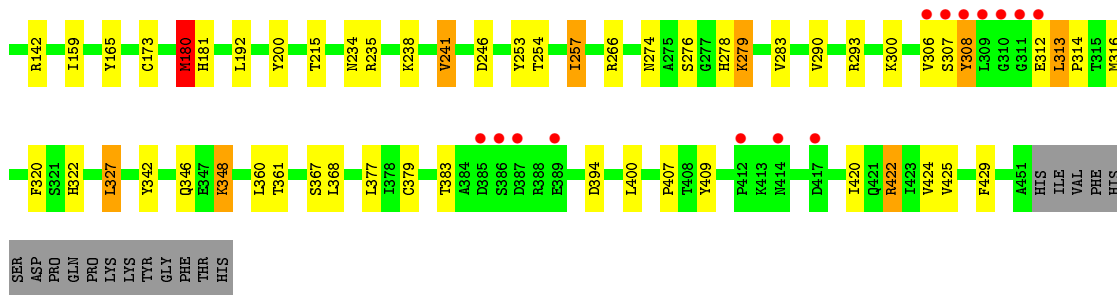 R142 I159 Y165 C173 M180 H181 L192 Y200 T215 N234 R235 K238 V241 D246 Y253 T254 I257 R266 N274 A275 S276 G277 H278 K279 V283 V290 R293 K300 V306 S307 Y308 L309 G310 G311 E312 L313 P314 T315 M316
F320 S321 H322 L327 Y342 Q346 E347 K348 L360 T361 S367 L368 L377 I378 C379 T383 A384 D385 S386 D387 R388 E389 D394 L400 P407 T408 Y409 P412 K413 N414 D417 I420 Q421 R422 Y423 V424 V425 F429 A451 HIS ILE VAL PHE HIS
SER ASP PRO GLN PRO LYS LYS TYR GLY PHE THR HIS